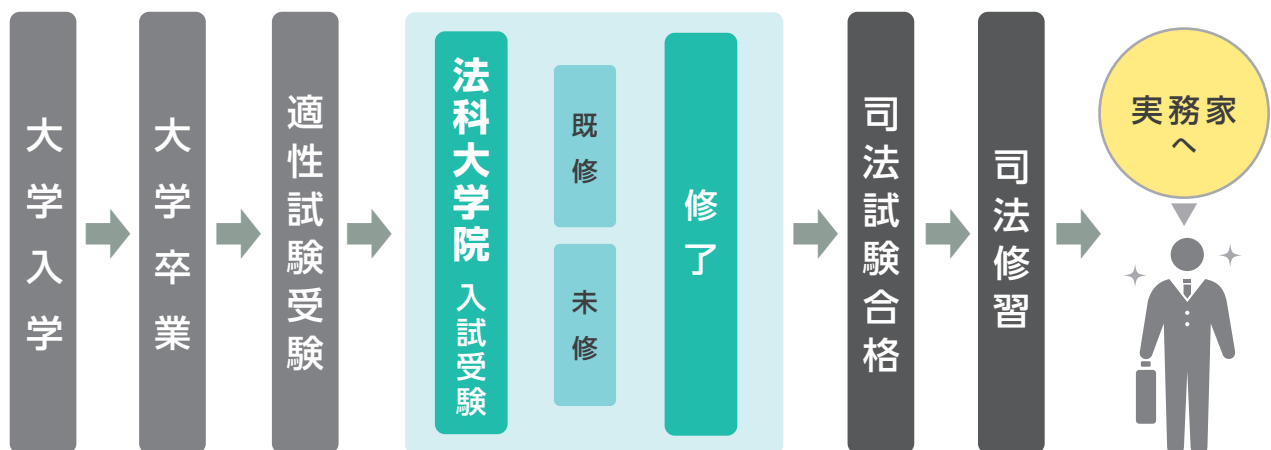 大学入学
大学卒業
適性試験受験
法科大学院 入試受験
既修
未修
修了
司法試験合格
司法修習
実務家
へ